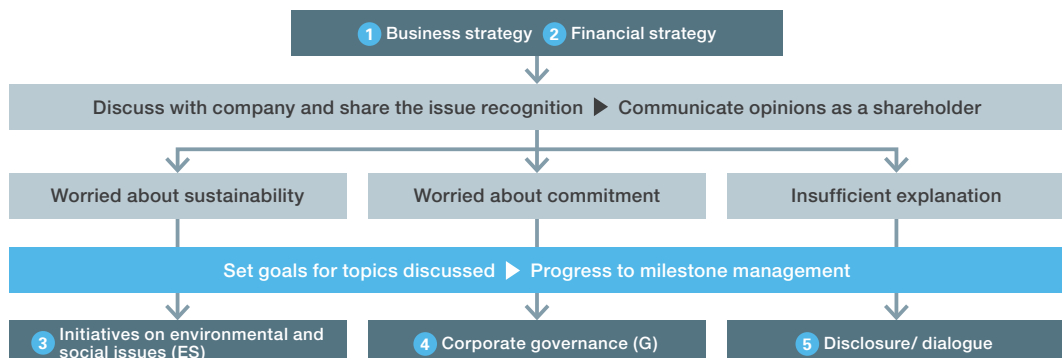 1 Business strategy 2 Financial strategy
Discuss with company and share the issue recognition ▶ Communicate opinions as a shareholder
Worried about sustainability
Worried about commitment
Insufficient explanation
Set goals for topics discussed ▶ Progress to milestone management
3 Initiatives on environmental and
social issues (ES)
4 Corporate governance (G)
5 Disclosure/ dialogue